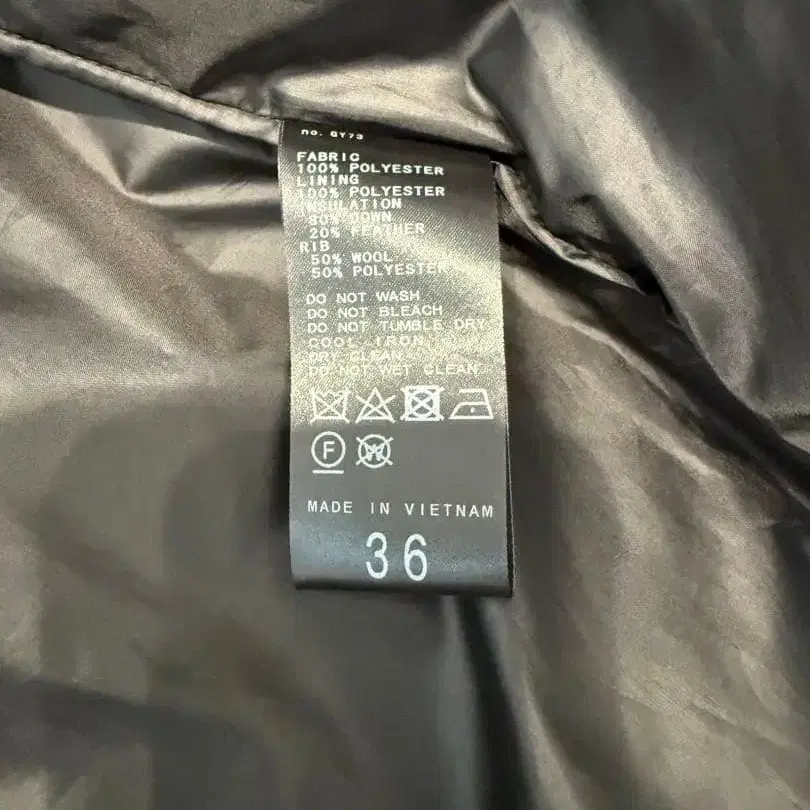 no. GY73
FABRIC
100% POLYESTER
LINING
100% POLYESTER
INSULATION
80% DOWN
20% FEATHER
RIB
50% WOOL
50% POLYESTER
DO NOT WASH
DO NOT BLEACH
DO NOT TUMBLE DRY
COOL IRON
DRY CLEAN
DO NOT WET CLEAN
F W
MADE IN VIETNAM
36